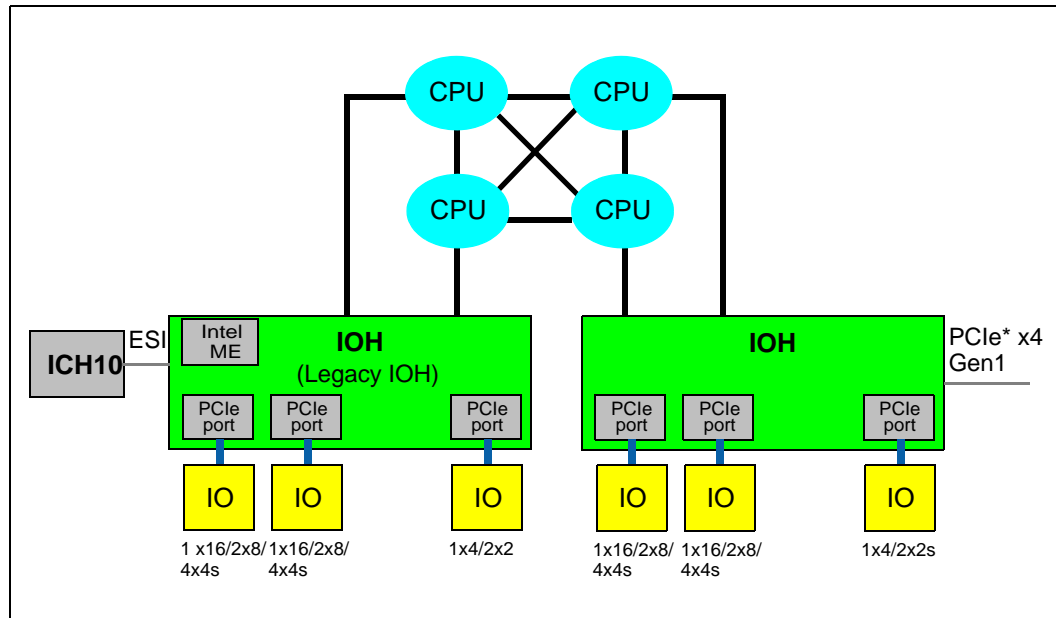 CPU
CPU
CPU
CPU
ESI
ICH10
Intel
ME
IOH
(Legacy IOH)
PCIe
port
PCIe
port
PCIe
port
IOH
PCIe* x4
Gen1
PCIe
port
PCIe
port
PCIe
port
IO
IO
IO
IO
IO
IO
1 x16/2x8/
4x4s
1x16/2x8/
4x4s
1x4/2x2
1x16/2x8/
4x4s
1x16/2x8/
4x4s
1x4/2x2s